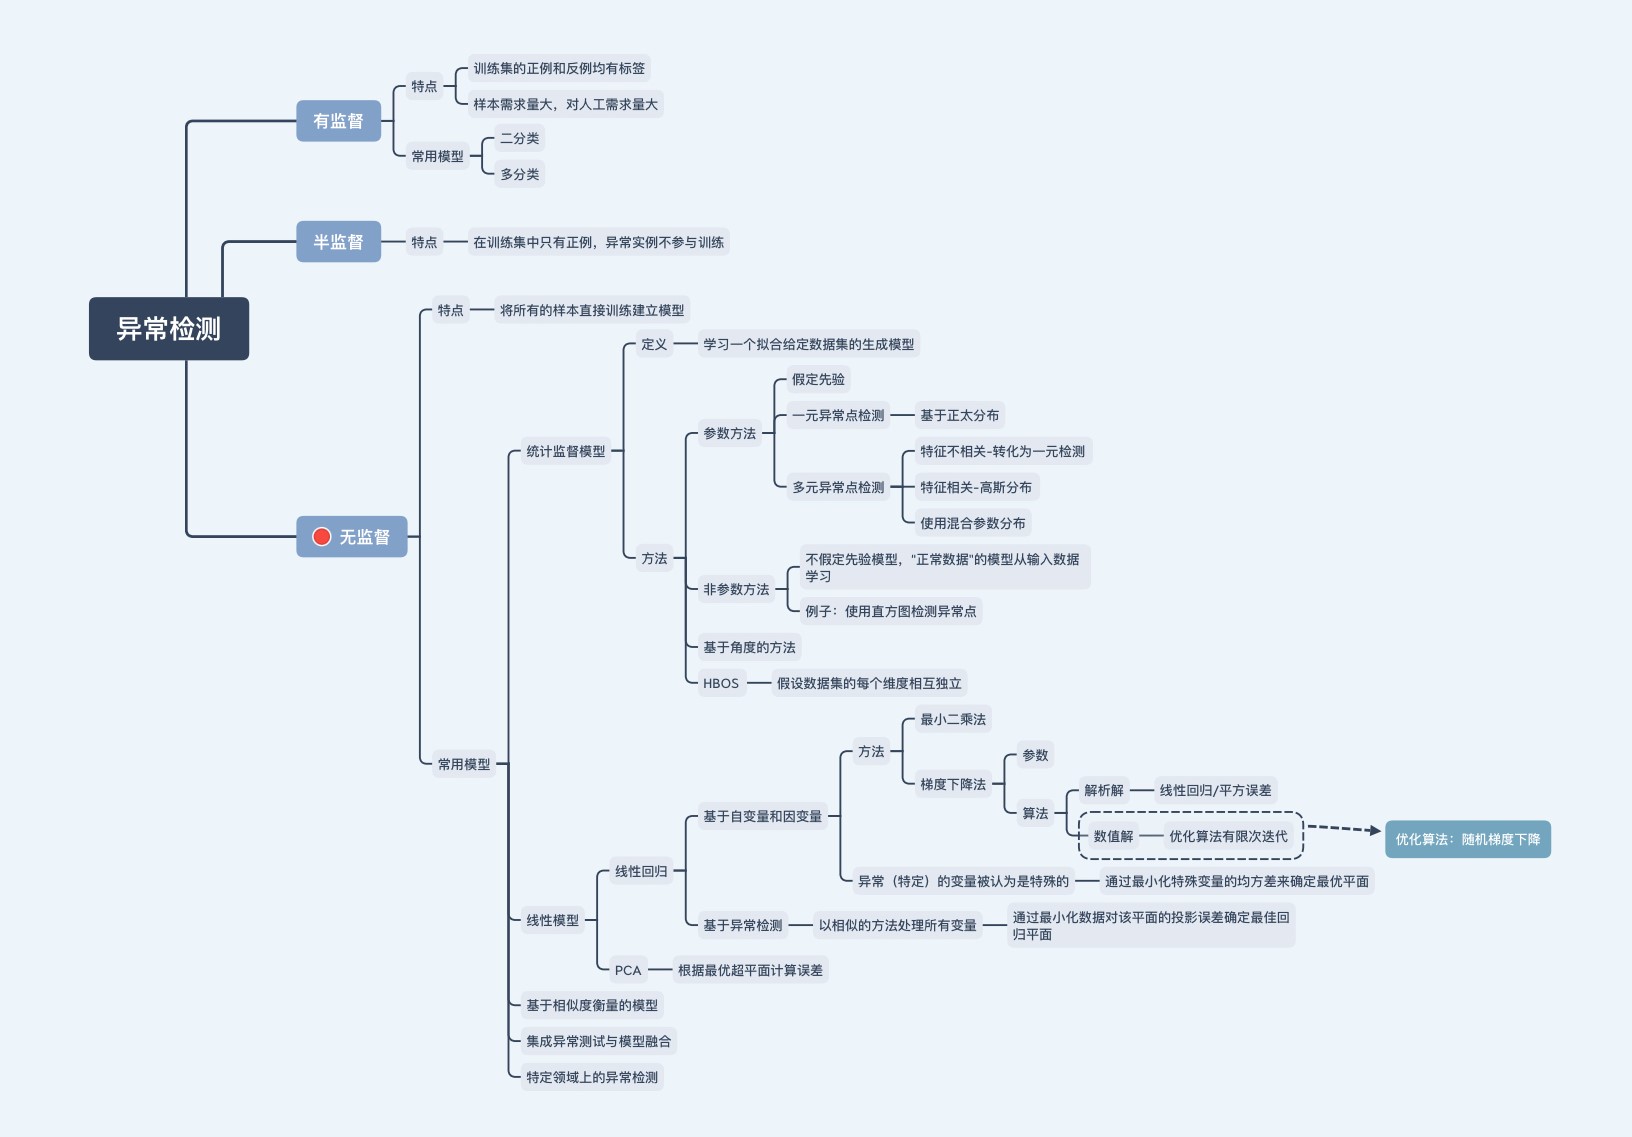 异常检测
有监督
特点
训练集的正例和反例均有标签
样本需求量大，对人工需求量大
常用模型
二分类
多分类
半监督
特点
在训练集中只有正例，异常实例不参与训练
无监督
特点
将所有的样本直接训练建立模型
常用模型
统计监督模型
定义
学习一个拟合给定数据集的生成模型
方法
参数方法
假定先验
一元异常点检测
基于正太分布
多元异常点检测
特征不相关-转化为一元检测
特征相关-高斯分布
使用混合参数分布
非参数方法
不假定先验模型，"正常数据"的模型从输入数据
学习
例子：使用直方图检测异常点
基于角度的方法
HBOS
假设数据集的每个维度相互独立
线性模型
线性回归
基于自变量和因变量
方法
最小二乘法
梯度下降法
参数
算法
解析解
线性回归/平方误差
数值解
优化算法有限次迭代
优化算法：随机梯度下降
异常（特定）的变量被认为是特殊的
通过最小化特殊变量的均方差来确定最优平面
基于异常检测
以相似的方法处理所有变量
通过最小化数据对该平面的投影误差确定最佳回
归平面
PCA
根据最优超平面计算误差
基于相似度衡量的模型
集成异常测试与模型融合
特定领域上的异常检测